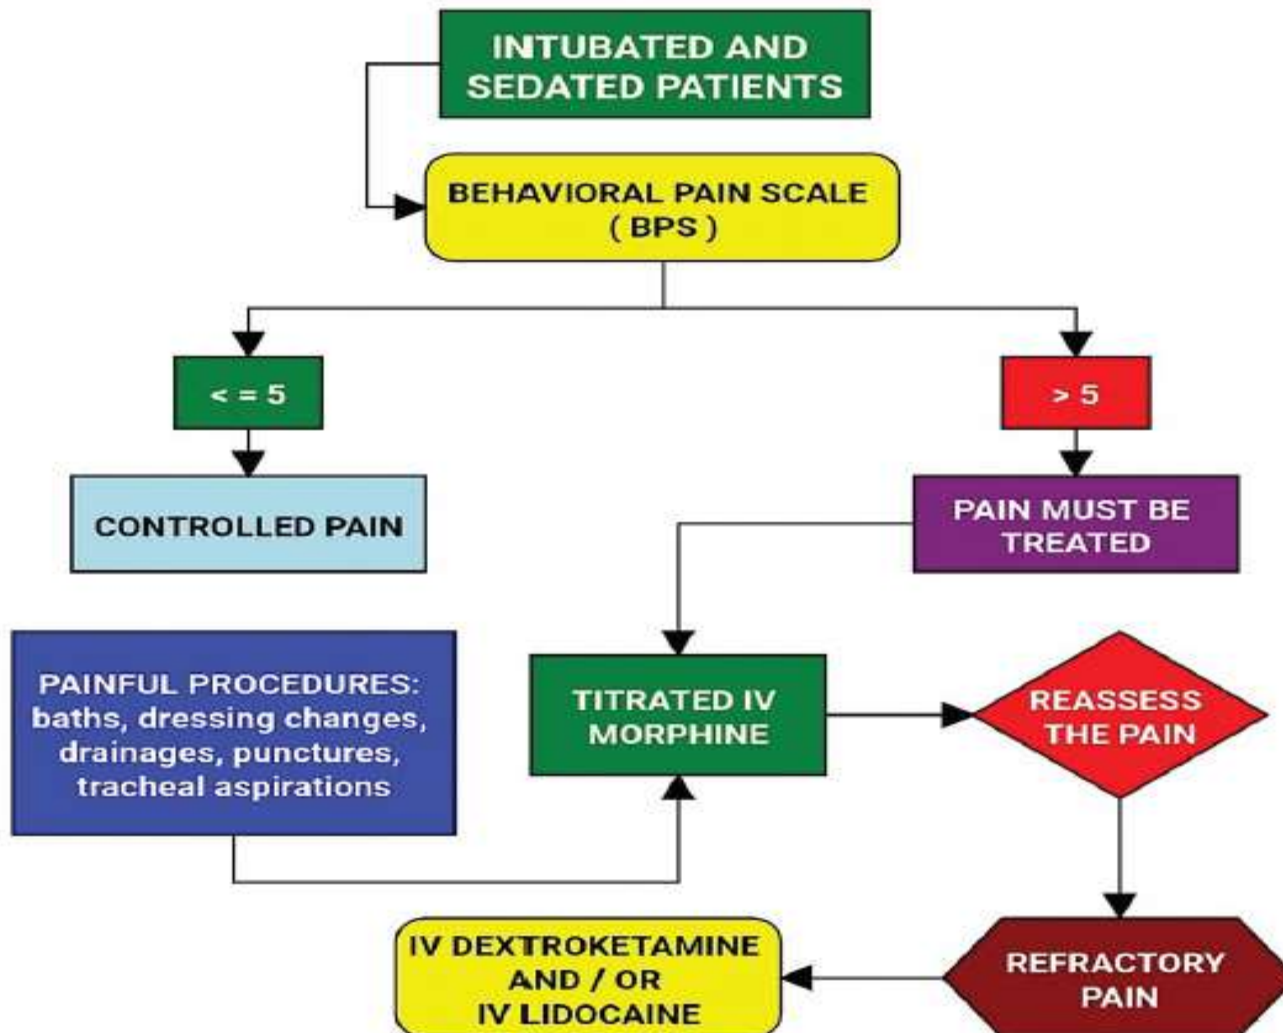 INTUBATED AND
SEDATED PATIENTS
BEHAVIORAL PAIN SCALE
( BPS )
< = 5
> 5
CONTROLLED PAIN
PAIN MUST BE
TREATED
PAINFUL PROCEDURES:
baths, dressing changes,
drainages, punctures,
tracheal aspirations
TITRATED IV
MORPHINE
REASSESS
THE PAIN
IV DEXTROKETAMINE
AND / OR
IV LIDOCAINE
REFRACTORY
PAIN